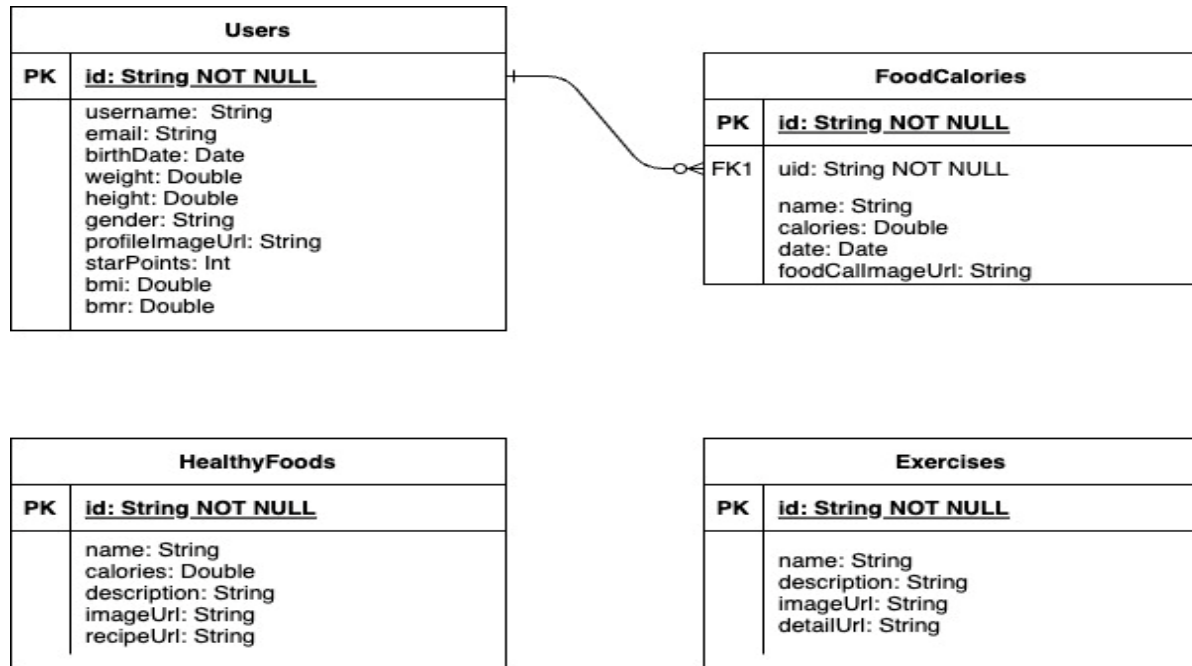 Users
PK id: String NOT NULL
username: String
email: String
birthDate: Date
weight: Double
height: Double
gender: String
profileImageUrl: String
starPoints: Int
bmi: Double
bmr: Double
FoodCalories
PK id: String NOT NULL
FK1 uid: String NOT NULL
name: String
calories: Double
date: Date
foodCalImageUrl: String
HealthyFoods
PK id: String NOT NULL
name: String
calories: Double
description: String
imageUrl: String
recipeUrl: String
Exercises
PK id: String NOT NULL
name: String
description: String
imageUrl: String
detailUrl: String